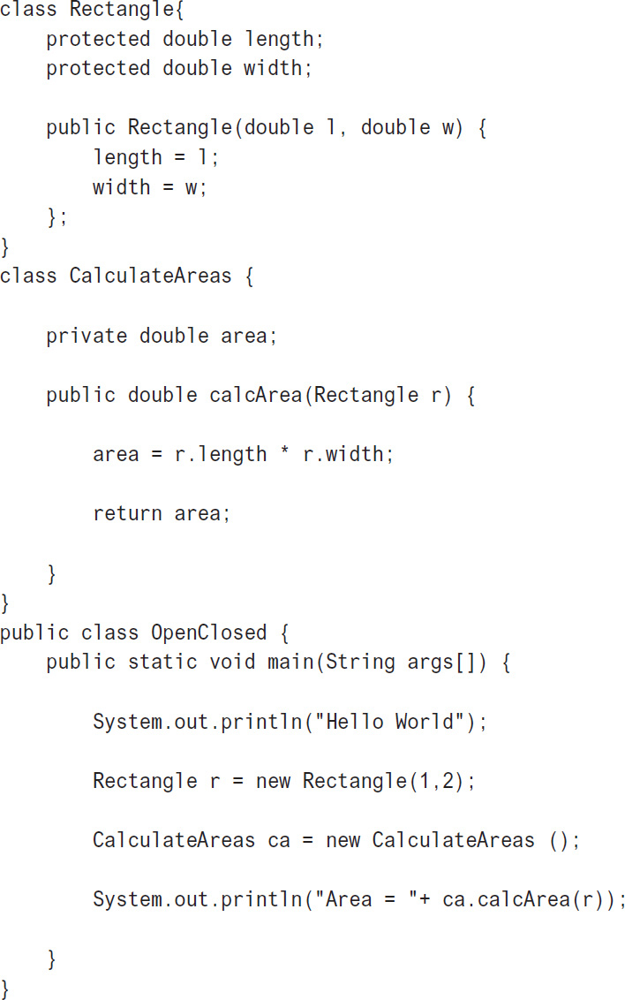 class Rectangle{
    protected double length;
    protected double width;

    public Rectangle(double l, double w) {
        length = l;
        width = w;
    };
}
class CalculateAreas {

    private double area;

    public double calcArea(Rectangle r) {

        area = r.length * r.width;

        return area;

    }
}
public class OpenClosed {
    public static void main(String args[]) {

        System.out.println("Hello World");

        Rectangle r = new Rectangle(1,2);

        CalculateAreas ca = new CalculateAreas ();

        System.out.println("Area = "+ ca.calcArea(r));

    }
}